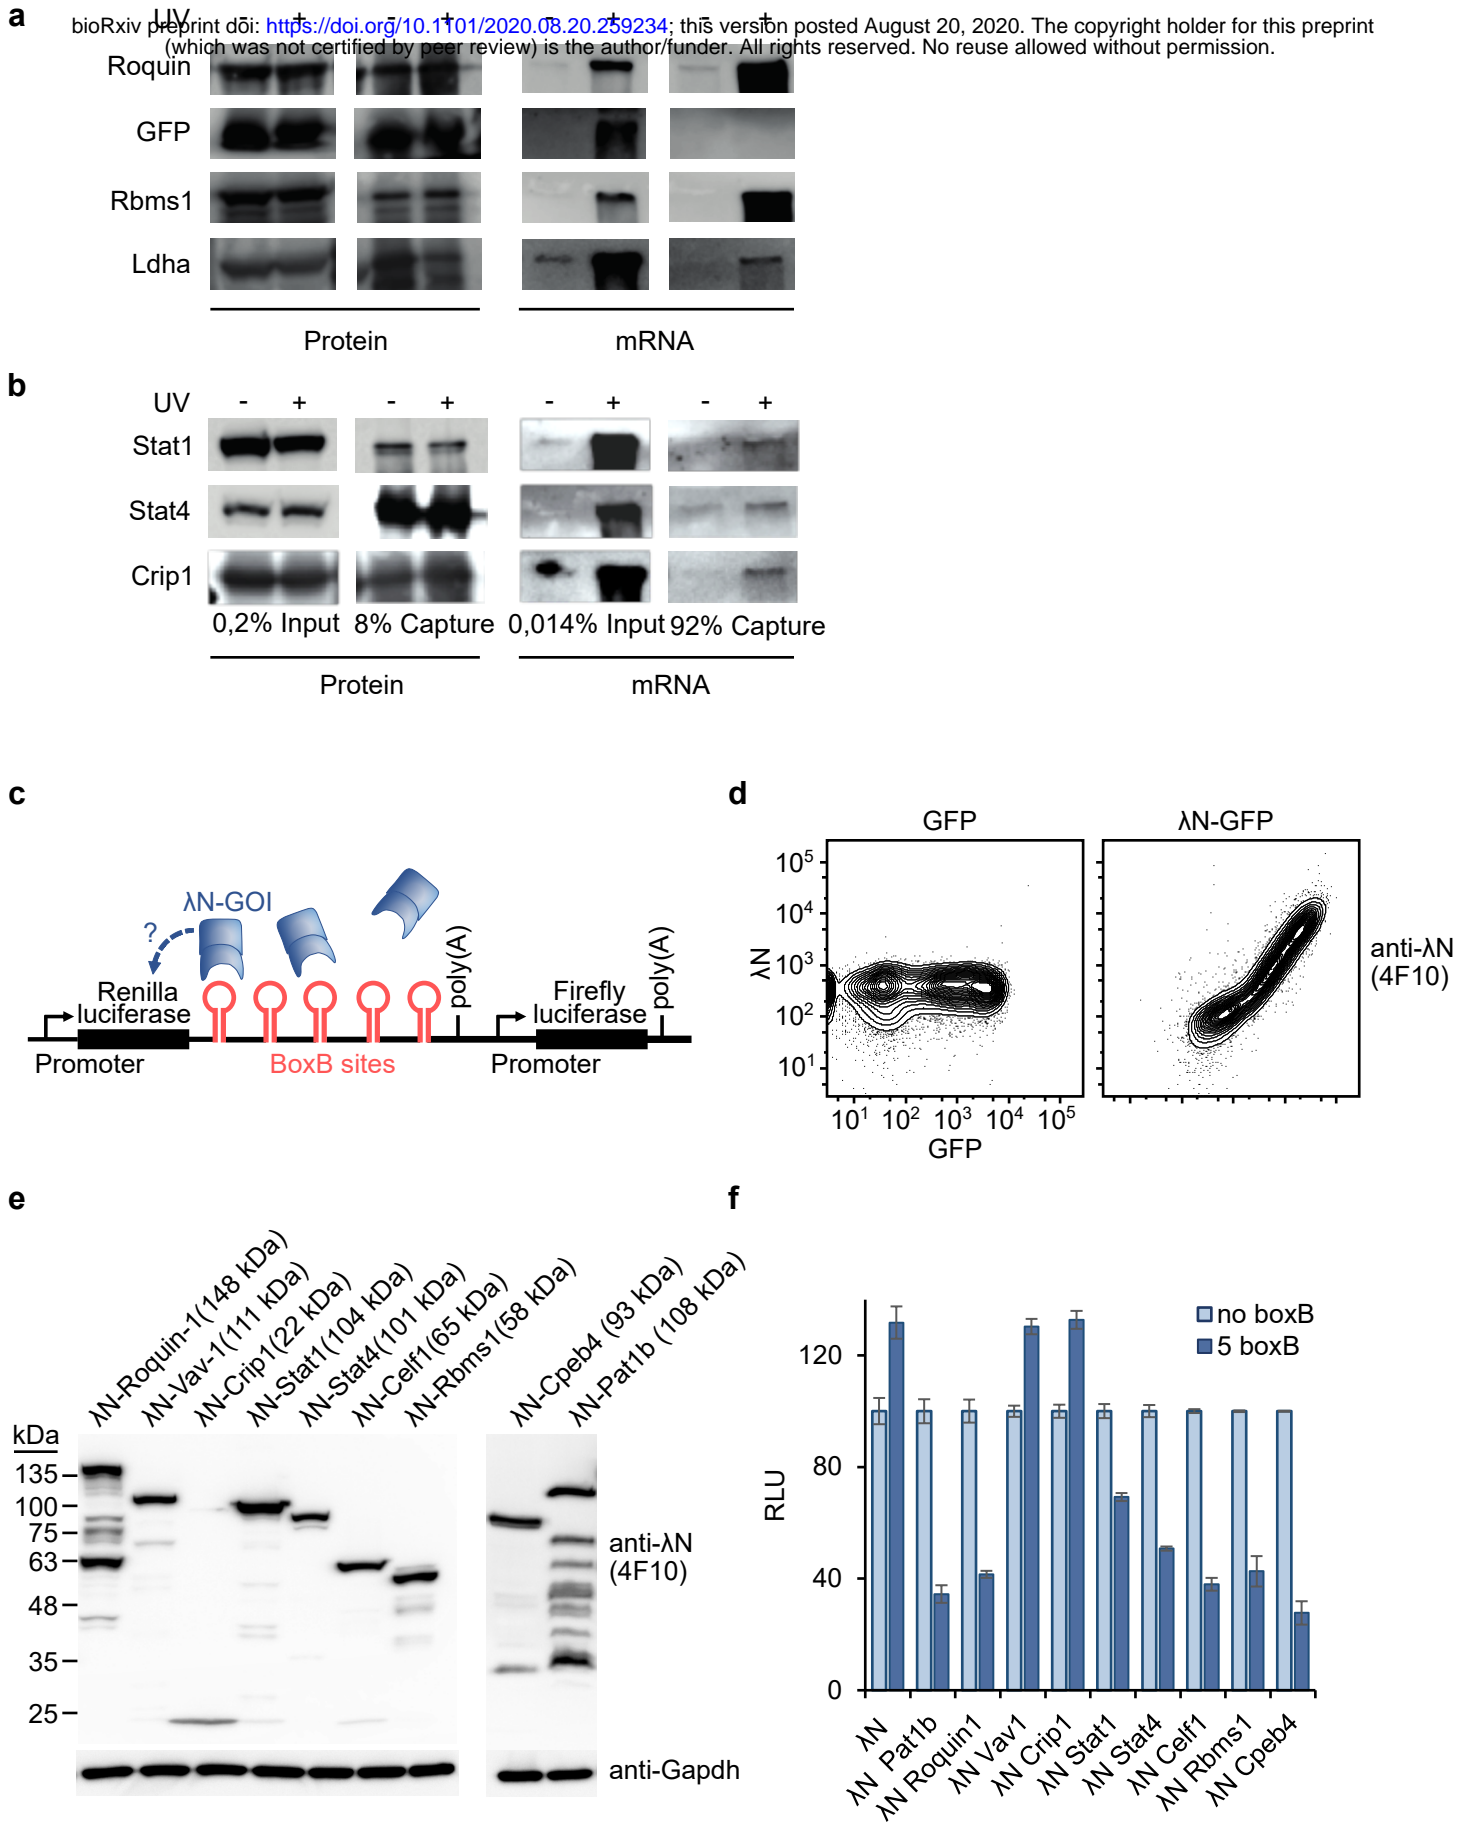 a
bioRxiv preprint doi: https://doi.org/10.1101/2020.08.20.259234; this version posted August 20, 2020. The copyright holder for this preprint
(which was not certified by peer review) is the author/funder. All rights reserved. No reuse allowed without permission.
UV - + - + - + - +
Roquin
GFP
Rbms1
Ldha
Protein mRNA
b
UV - + - + - + - +
Stat1
Stat4
Crip1
0,2% Input 8% Capture 0,014% Input 92% Capture
Protein mRNA
c
λN-GOI
?
Renilla
luciferase
poly(A)
Firefly
luciferase
poly(A)
Promoter
BoxB sites
Promoter
d
GFP λN-GFP
λN
10⁵
10⁴
10³
10²
10¹
10¹ 10² 10³ 10⁴ 10⁵
GFP
anti-λN
(4F10)
e
λN-Roquin-1(148 kDa)
λN-Vav-1(111 kDa)
λN-Crip1(22 kDa)
λN-Stat1(104 kDa)
λN-Stat4(101 kDa)
λN-Celf1(65 kDa)
λN-Rbms1(58 kDa)
λN-Cpeb4 (93 kDa)
λN-Pat1b (108 kDa)
kDa
135
100
75
63
48
35
25
anti-λN
(4F10)
anti-Gapdh
f
no boxB
5 boxB
RLU
120
80
40
0
λN
λN Pat1b
λN Roquin1
λN Vav1
λN Crip1
λN Stat1
λN Stat4
λN Celf1
λN Rbms1
λN Cpeb4